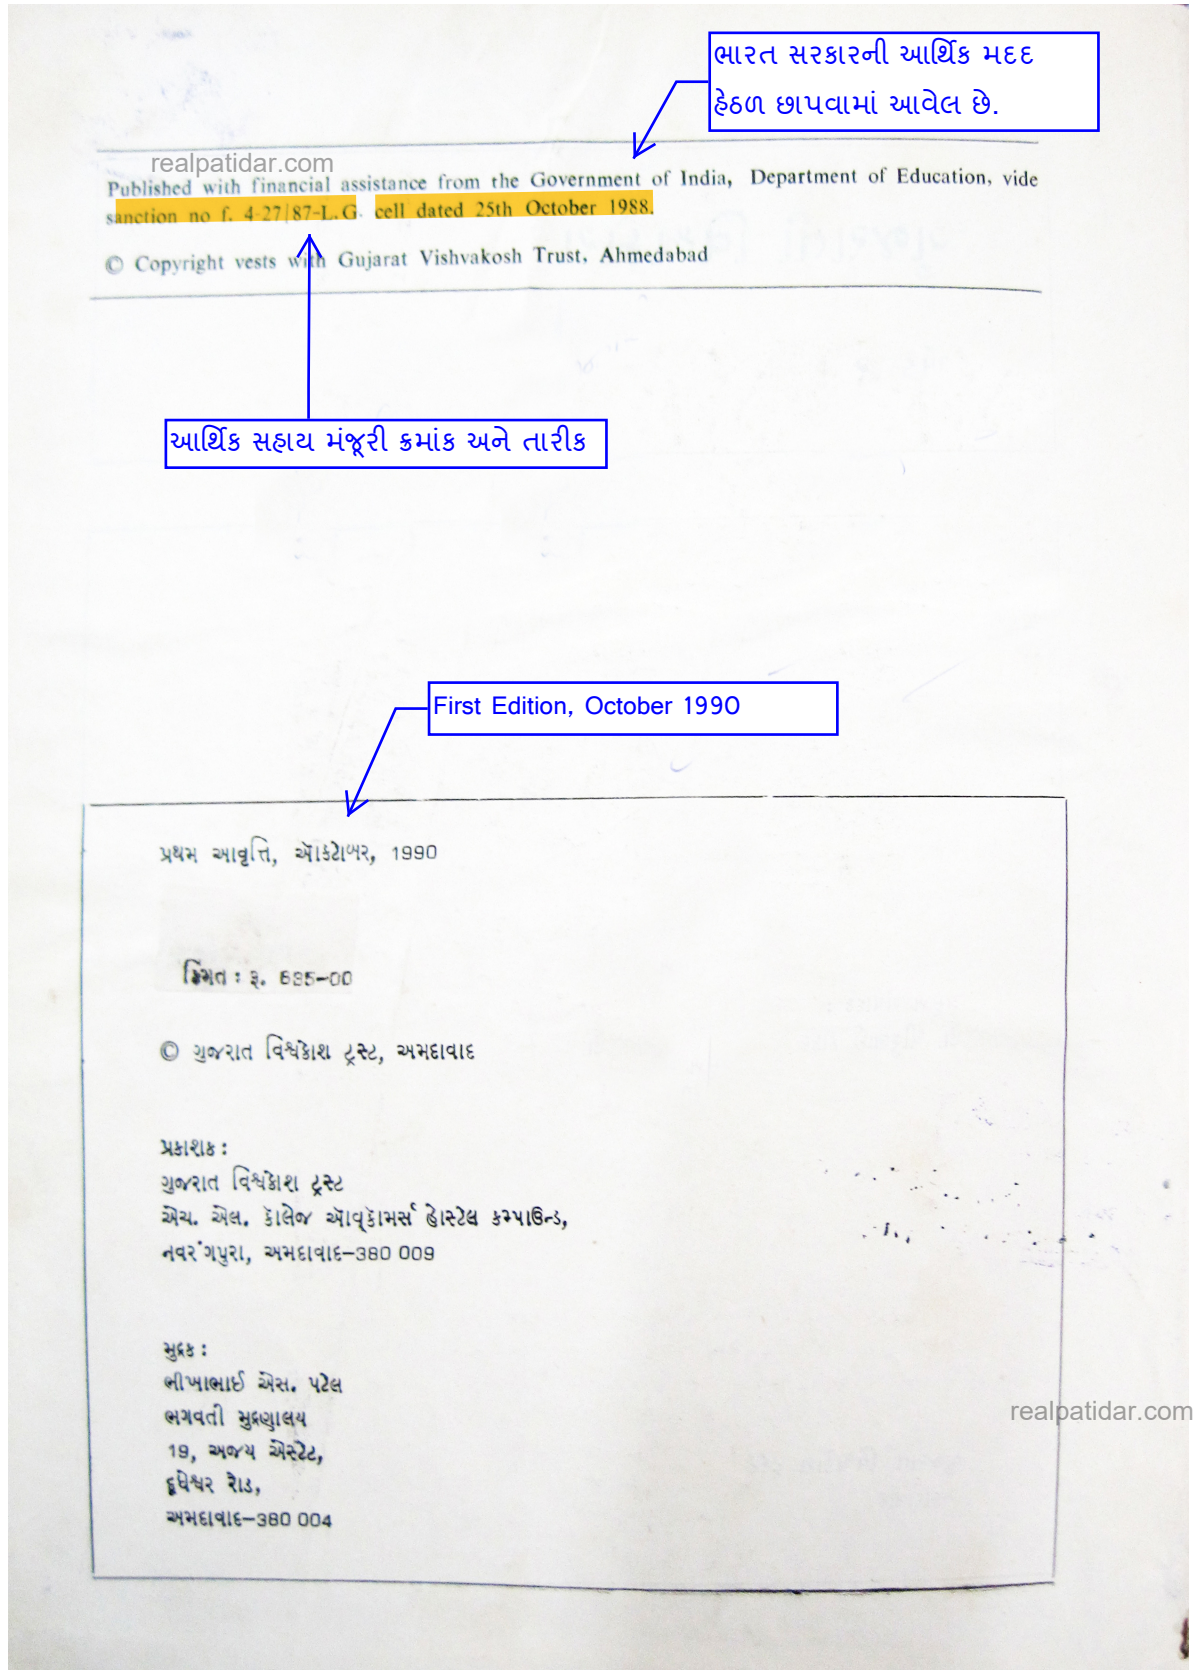 ભારત સરકારની આર્થિક મદદ
હેઠળ છાપવામાં આવેલ છે.
realpatidar.com
Published with financial assistance from the Government of India, Department of Education, vide
sanction no f. 4-27/87-L.G. cell dated 25th October 1988.
© Copyright vests with Gujarat Vishvakosh Trust, Ahmedabad
આર્થિક સહાય મંજૂરી ક્રમાંક અને તારીક
First Edition, October 1990
પ્રથમ આવૃત્તિ, ઑક્ટોબર, 1990
કિંમત : રૂ. 635-00
© ગુજરાત વિશ્વકોશ ટ્રસ્ટ, અમદાવાદ
પ્રકાશક :
ગુજરાત વિશ્વકોશ ટ્રસ્ટ
એચ. એલ. કૉલેજ ઑવ્ કૉમર્સ હોસ્ટેલ કમ્પાઉન્ડ,
નવરંગપુરા, અમદાવાદ-380 009
મુદ્રક :
ભીખાભાઈ એસ. પટેલ
ભગવતી મુદ્રણાલય
19, અજય એસ્ટેટ,
દૂધેશ્વર રોડ,
અમદાવાદ-380 004
realpatidar.com